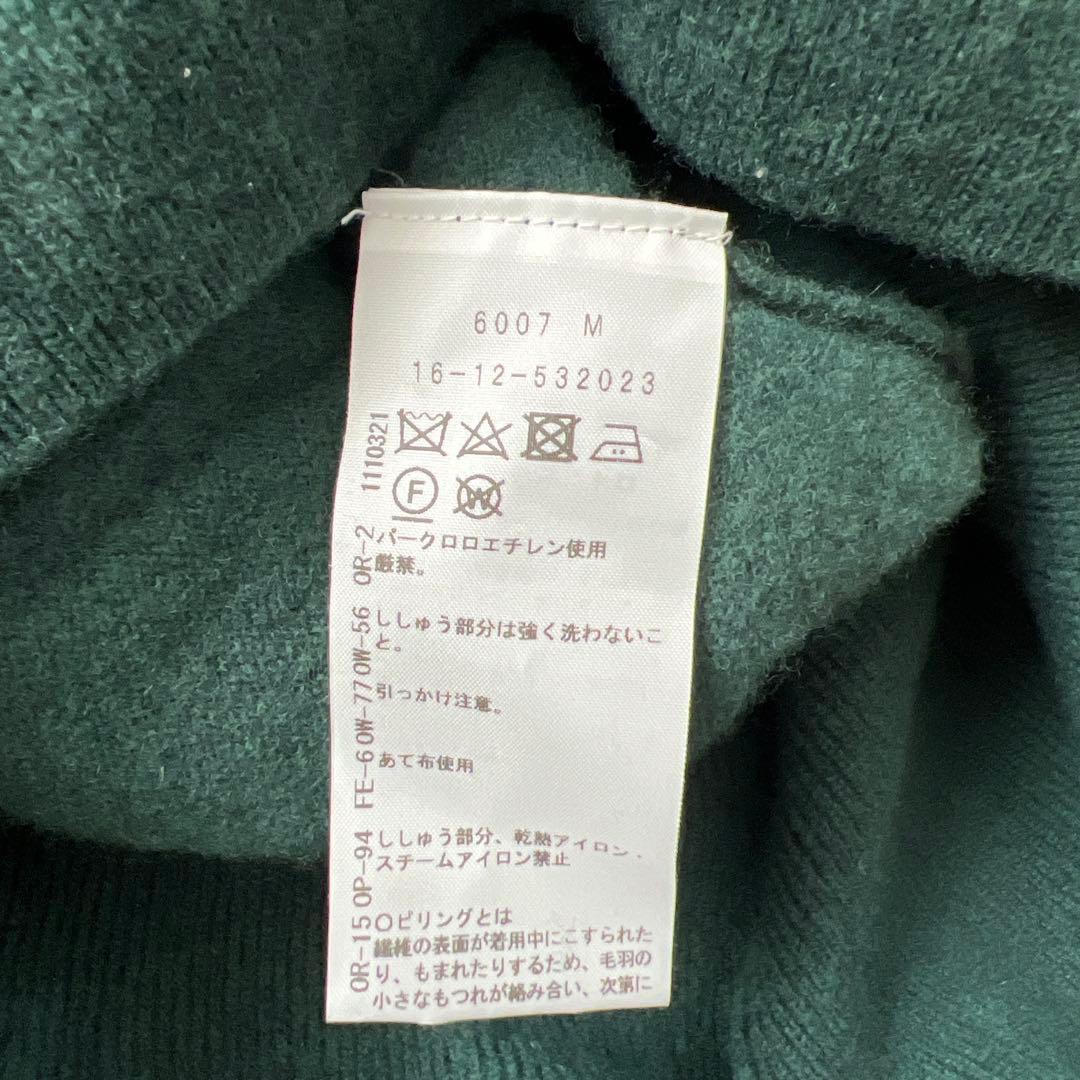 6007 M
16-12-532023
F
W
パークロロエチレン使用
厳禁。
ししゅう部分は強く洗わないこ
と。
引っかけ注意。
あて布使用
ししゅう部分、乾熱アイロン、
スチームアイロン禁止
○ピリングとは
繊維の表面が着用中にこすられた
り、もまれたりするため、毛羽の
小さなもつれが絡み合い、次第に
OR-15 OP-94 FE-6 OW-77 OW-56 OR-2 1110321